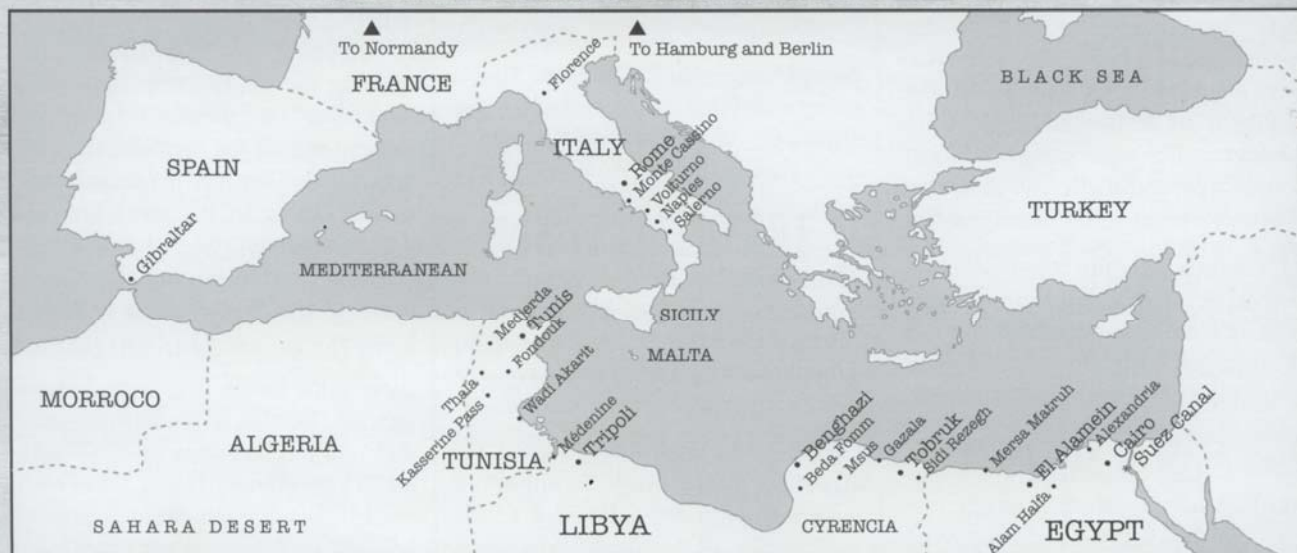 To Normandy
To Hamburg and Berlin
FRANCE
Florence
BLACK SEA
SPAIN
ITALY
Rome
Monte Cassino
Volturno
Naples
Salerno
TURKEY
Gibraltar
MEDITERRANEAN
SICILY
MALTA
Medjerda
Tunis
Fondouk
Thala
Kasserine Pass
Wadi Akarit
Médenine
Tripoli
MORROCO
ALGERIA
TUNISIA
Benghazi
Beda Fomm
Msus
Gazala
Tobruk
Sidi Rezegh
Mersa Matruh
El Alamein
Alam Halfa
Alexandria
Cairo
Suez Canal
SAHARA DESERT
LIBYA
CYRENCIA
EGYPT